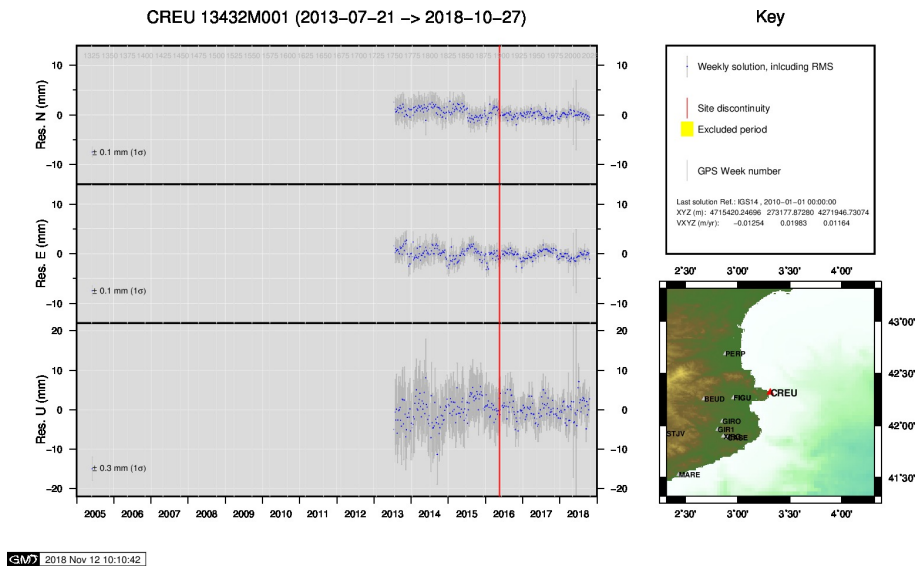 CREU 13432M001 (2013−07−21 −> 2018−10−27)
Key
Res. N (mm)
10
0
−10
± 0.1 mm (1σ)
10
0
−10
Res. E (mm)
10
0
−10
± 0.1 mm (1σ)
10
0
−10
Res. U (mm)
20
10
0
−10
−20
± 0.3 mm (1σ)
20
10
0
−10
−20
2005 2006 2007 2008 2009 2010 2011 2012 2013 2014 2015 2016 2017 2018
Weekly solution, inlcuding RMS
Site discontinuity
Excluded period
GPS Week number
Last solution Ref.: IGS14 , 2010−01−01 00:00:00
XYZ (m): 4715420.24696 273177.87280 4271946.73074
VXYZ (m/yr): −0.01254 0.01983 0.01164
2˚30' 3˚00' 3˚30' 4˚00'
43˚00'
42˚30'
42˚00'
41˚30'
PERP
CREU
BEUD
FIGU
GIRO
GIR1
STJV
MARE
2˚30' 3˚00' 3˚30' 4˚00'
GMT 2018 Nov 12 10:10:42